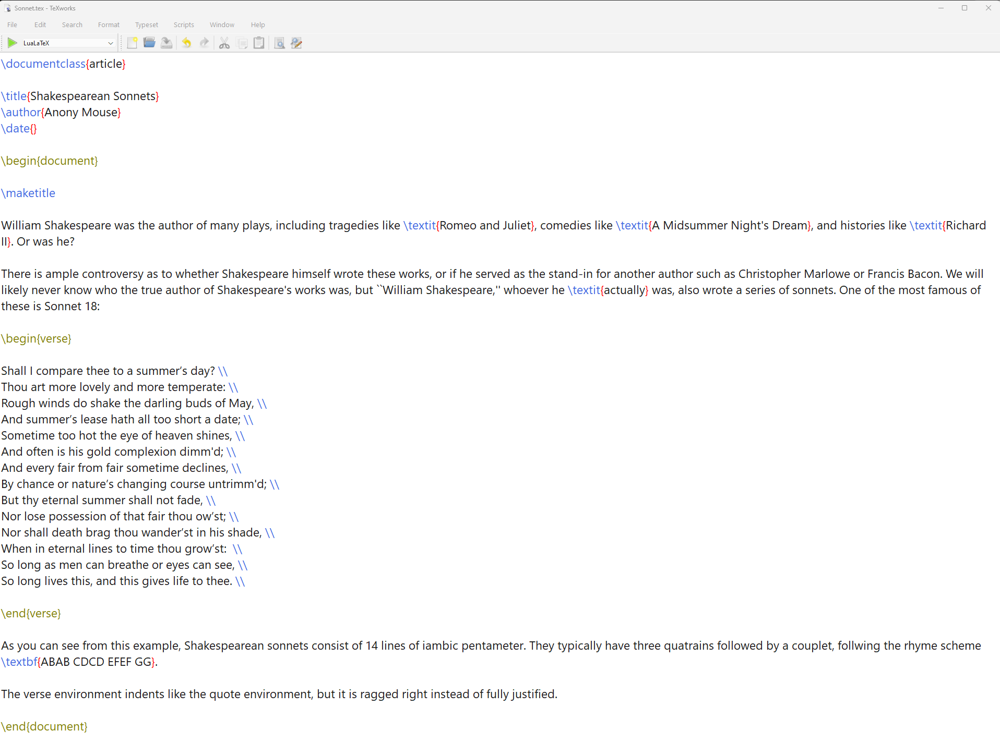 Sonnet.tex - TeXworks
File Edit Search Format Typeset Scripts Window Help
LuaLaTeX
\documentclass{article}
\title{Shakespearean Sonnets}
\author{Anony Mouse}
\date{}
\begin{document}
\maketitle
William Shakespeare was the author of many plays, including tragedies like \textit{Romeo and Juliet}, comedies like \textit{A Midsummer Night's Dream}, and histories like \textit{Richard
II}. Or was he?
There is ample controversy as to whether Shakespeare himself wrote these works, or if he served as the stand-in for another author such as Christopher Marlowe or Francis Bacon. We will
likely never know who the true author of Shakespeare's works was, but ``William Shakespeare,'' whoever he \textit{actually} was, also wrote a series of sonnets. One of the most famous of
these is Sonnet 18:
\begin{verse}
Shall I compare thee to a summer’s day? \\
Thou art more lovely and more temperate: \\
Rough winds do shake the darling buds of May, \\
And summer’s lease hath all too short a date; \\
Sometime too hot the eye of heaven shines, \\
And often is his gold complexion dimm'd; \\
And every fair from fair sometime declines, \\
By chance or nature’s changing course untrimm'd; \\
But thy eternal summer shall not fade, \\
Nor lose possession of that fair thou ow’st; \\
Nor shall death brag thou wander’st in his shade, \\
When in eternal lines to time thou grow’st:  \\
So long as men can breathe or eyes can see, \\
So long lives this, and this gives life to thee. \\
\end{verse}
As you can see from this example, Shakespearean sonnets consist of 14 lines of iambic pentameter. They typically have three quatrains followed by a couplet, follwing the rhyme scheme
\textbf{ABAB CDCD EFEF GG}.
The verse environment indents like the quote environment, but it is ragged right instead of fully justified.
\end{document}